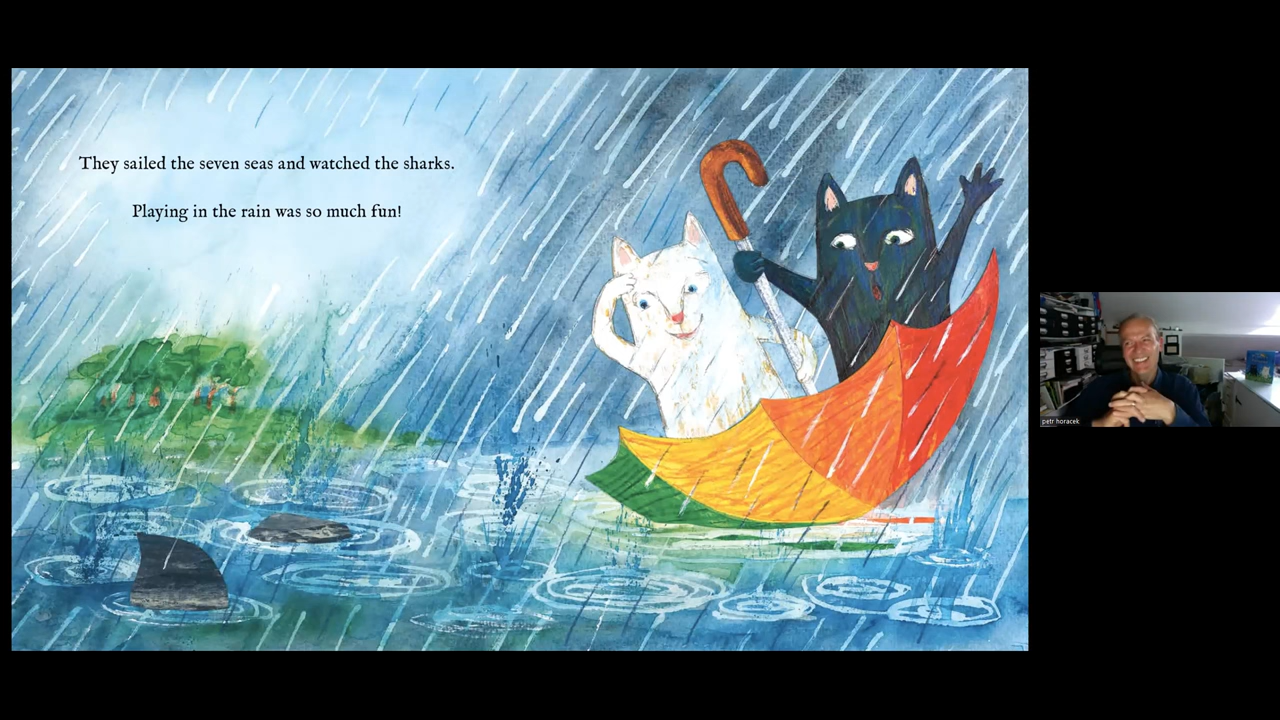 They sailed the seven seas and watched the sharks.
Playing in the rain was so much fun!
petr horacek